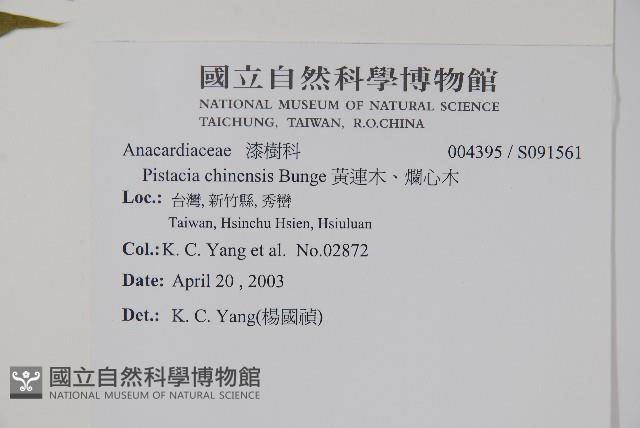 國立自然科學博物館
NATIONAL MUSEUM OF NATURAL SCIENCE
TAICHUNG, TAIWAN, R.O.CHINA
Anacardiaceae 漆樹科 004395 / S091561
Pistacia chinensis Bunge 黃連木、爛心木
Loc.: 台灣, 新竹縣, 秀巒
Taiwan, Hsinchu Hsien, Hsiuluan
Col.: K. C. Yang et al. No.02872
Date: April 20 , 2003
Det.: K. C. Yang(楊國禎)
國立自然科學博物館
NATIONAL MUSEUM OF NATURAL SCIENCE